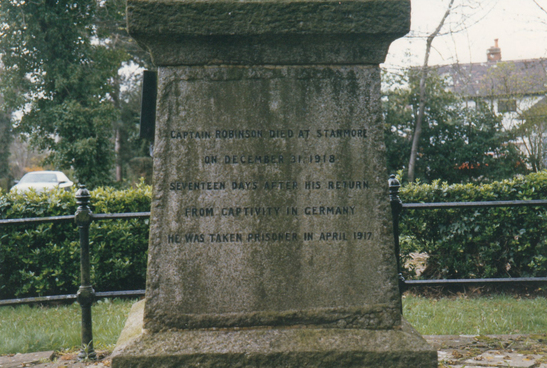 CAPTAIN ROBINSON DIED AT STANMORE
ON DECEMBER 31. 1918
SEVENTEEN DAYS AFTER HIS RETURN
FROM CAPTIVITY IN GERMANY
HE WAS TAKEN PRISONER IN APRIL 1917.